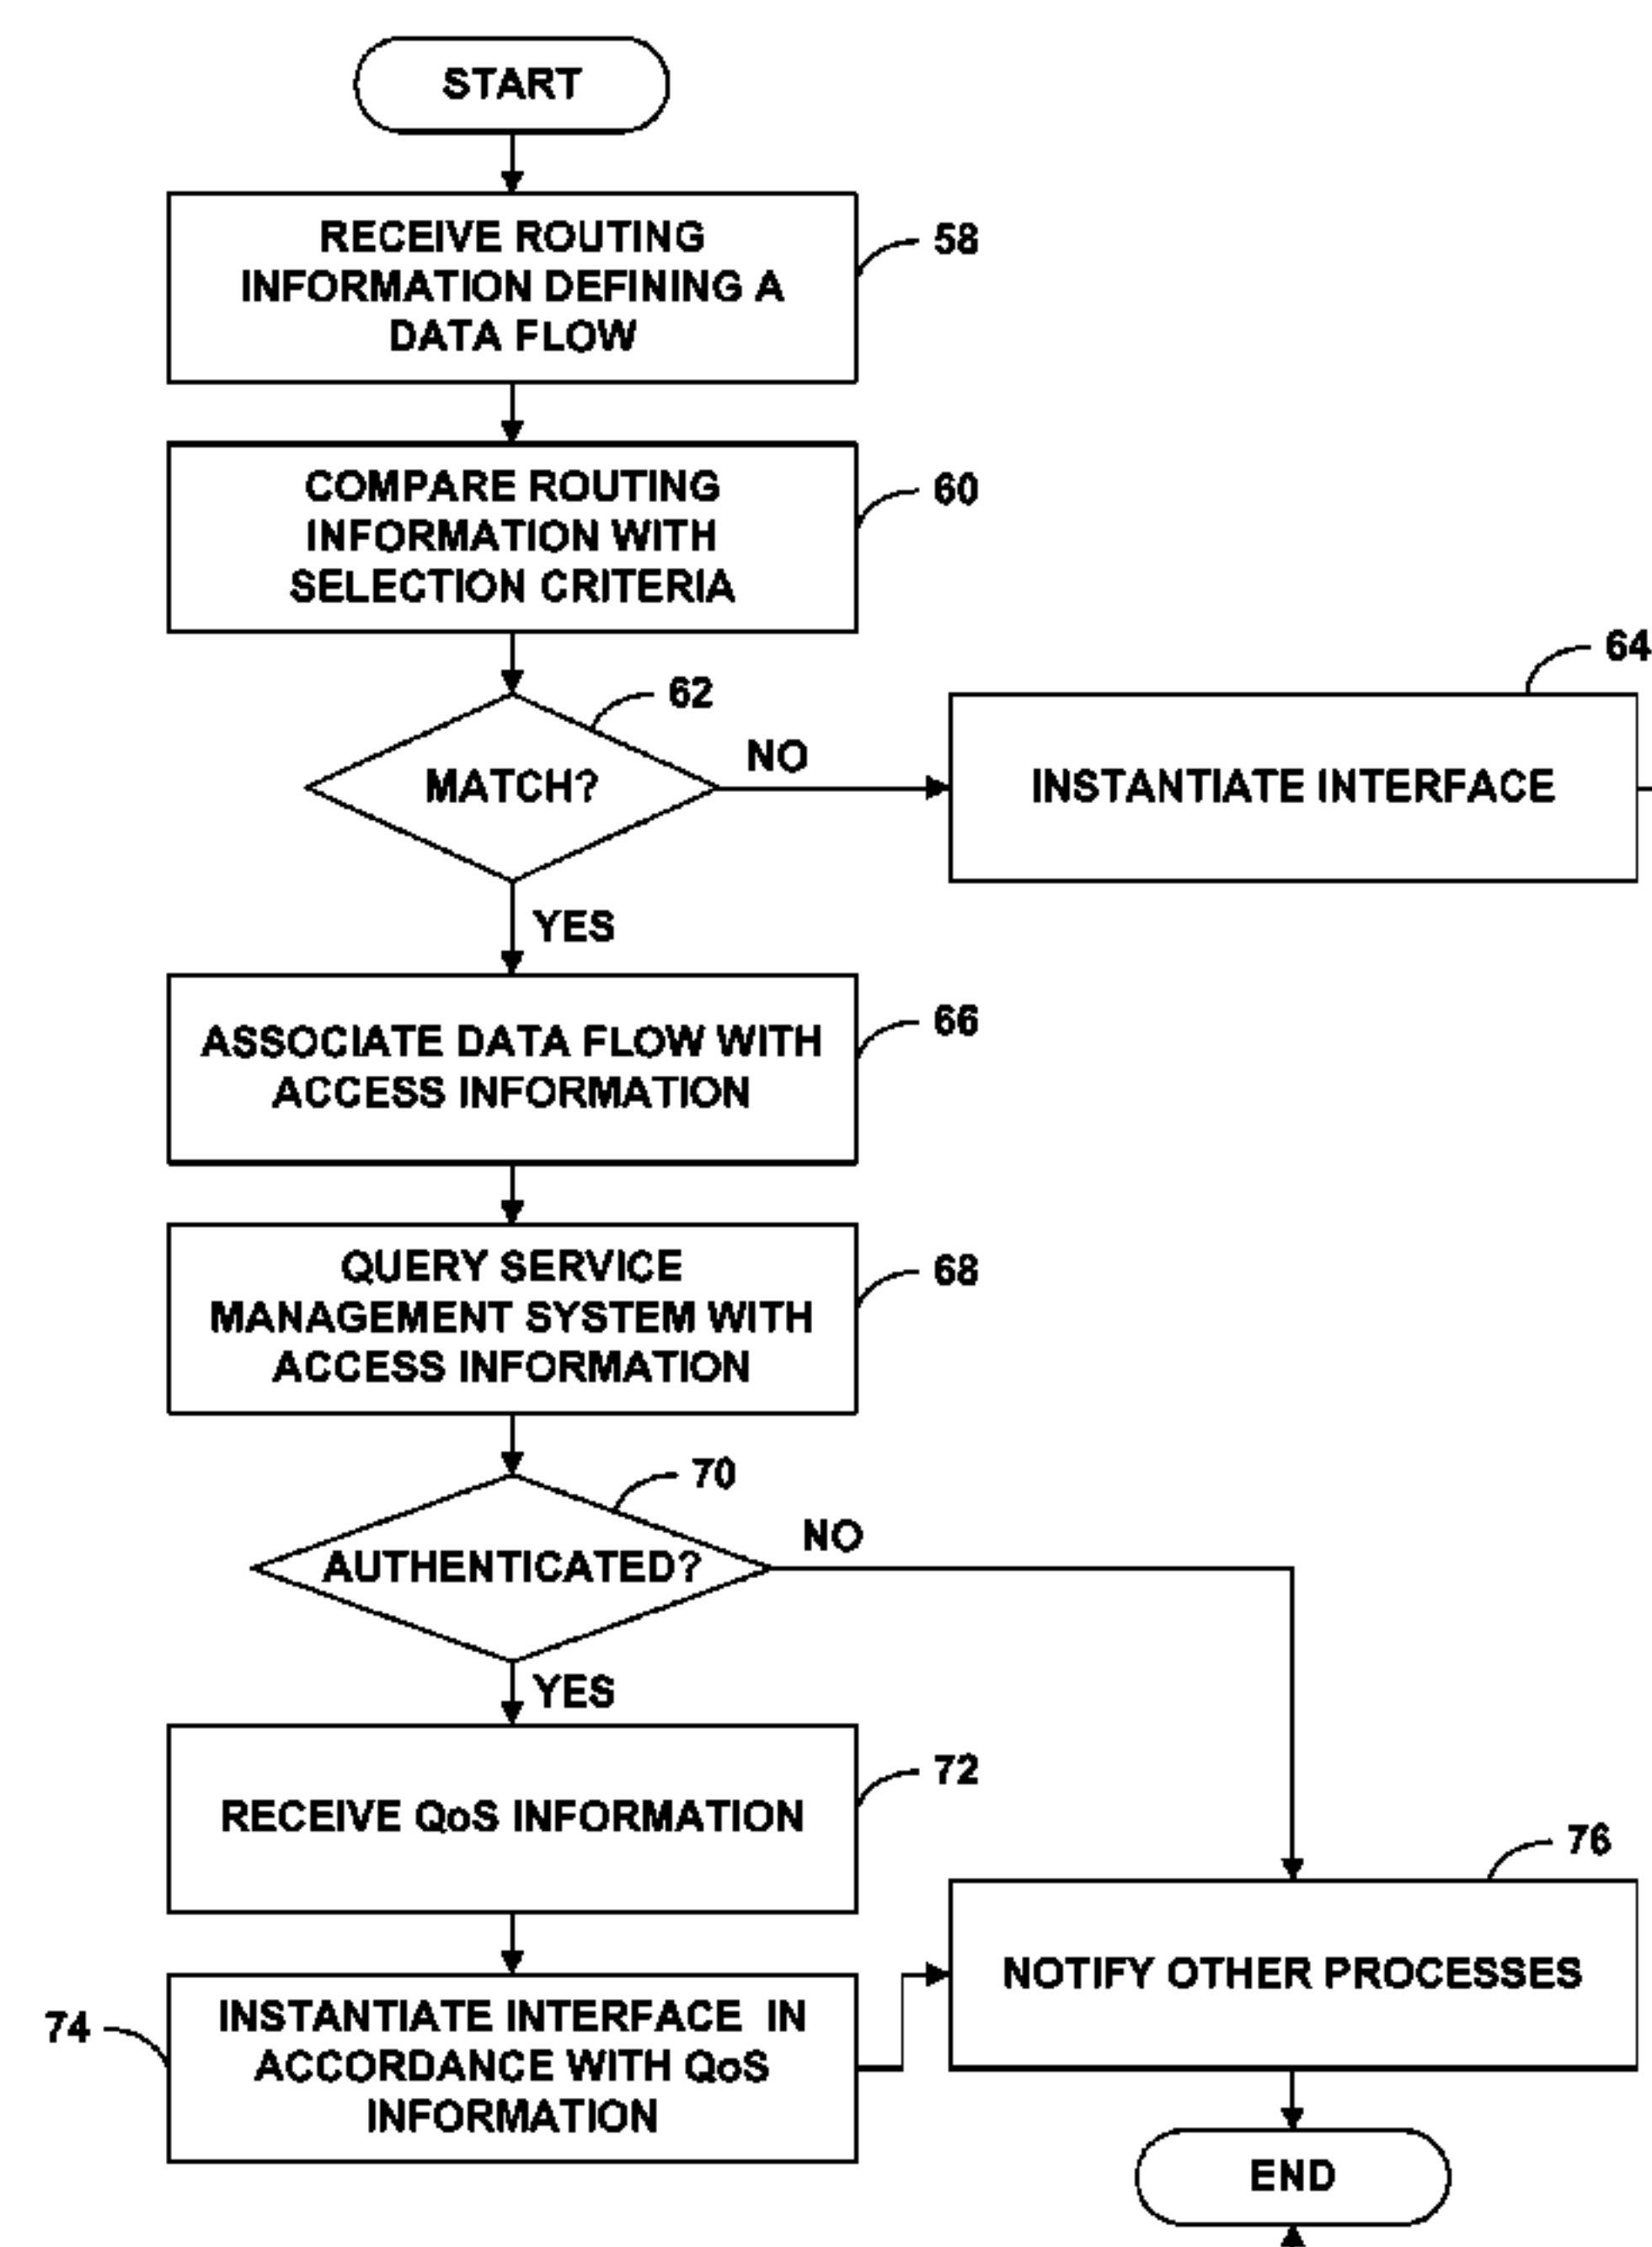 START
RECEIVE ROUTING
INFORMATION DEFINING A
DATA FLOW
58
COMPARE ROUTING
INFORMATION WITH
SELECTION CRITERIA
60
62
MATCH?
NO
64
INSTANTIATE INTERFACE
YES
ASSOCIATE DATA FLOW WITH
ACCESS INFORMATION
66
QUERY SERVICE
MANAGEMENT SYSTEM WITH
ACCESS INFORMATION
68
70
AUTHENTICATED?
NO
YES
RECEIVE QoS INFORMATION
72
74
INSTANTIATE INTERFACE IN
ACCORDANCE WITH QoS
INFORMATION
76
NOTIFY OTHER PROCESSES
END